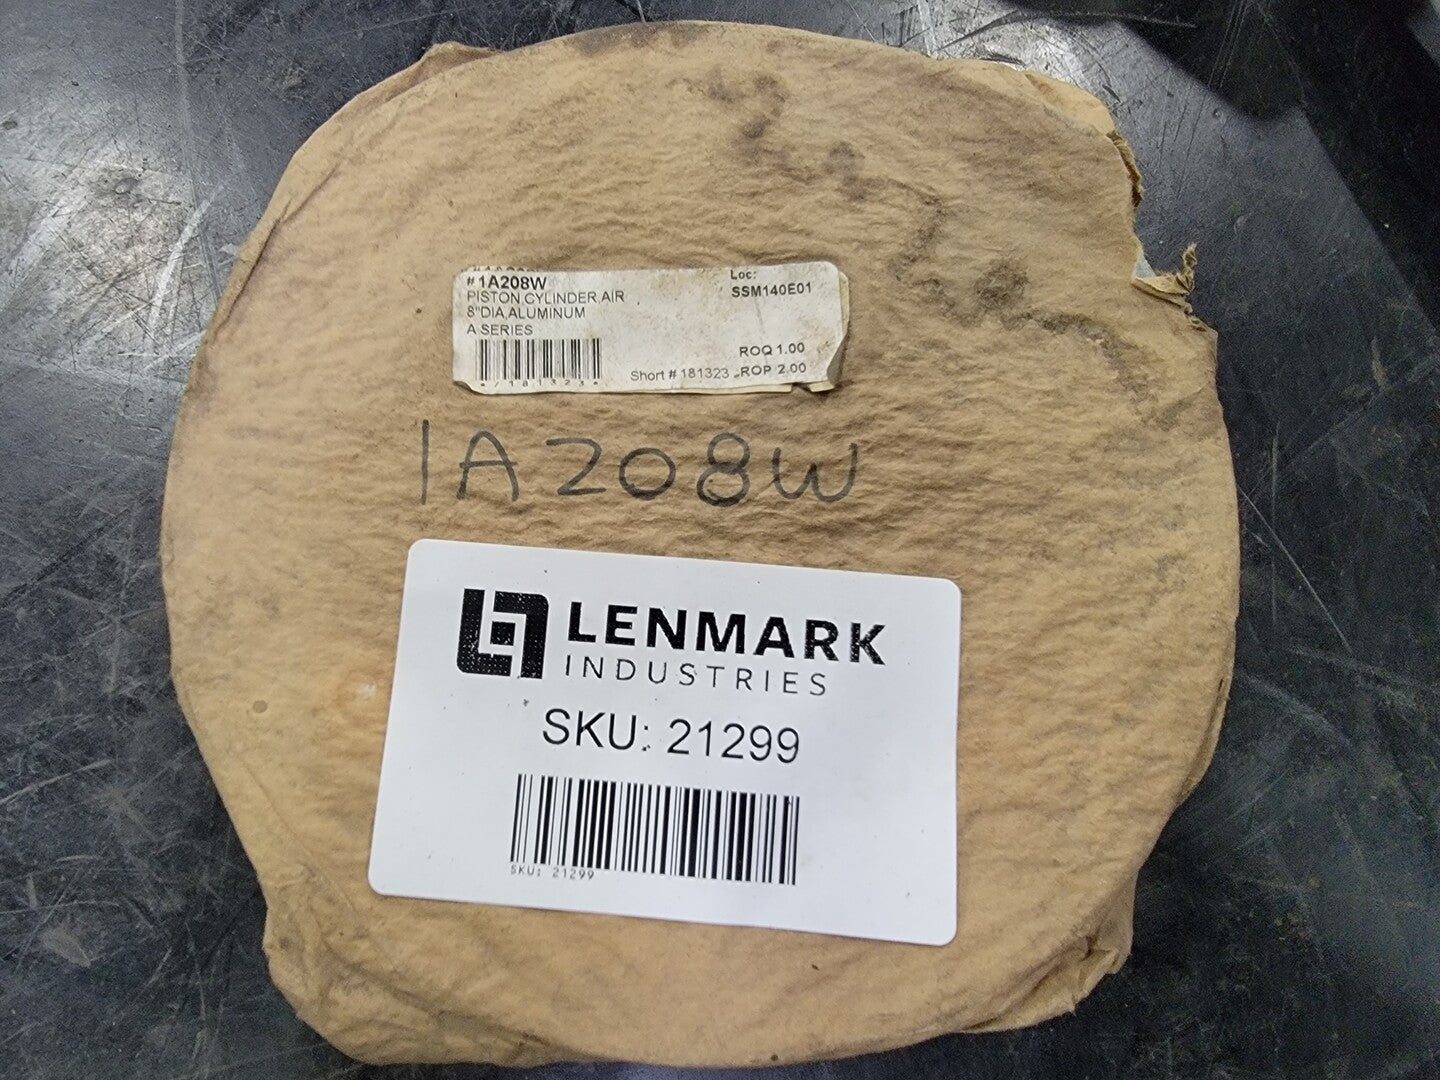 #1A208W
PISTON,CYLINDER,AIR
8"DIA,ALUMINUM
A SERIES
Loc:
SSM140E01
ROQ 1.00
Short # 181323 ROP 2.00
*/181323*
1A208W
LENMARK
INDUSTRIES
SKU: 21299
SKU: 21299